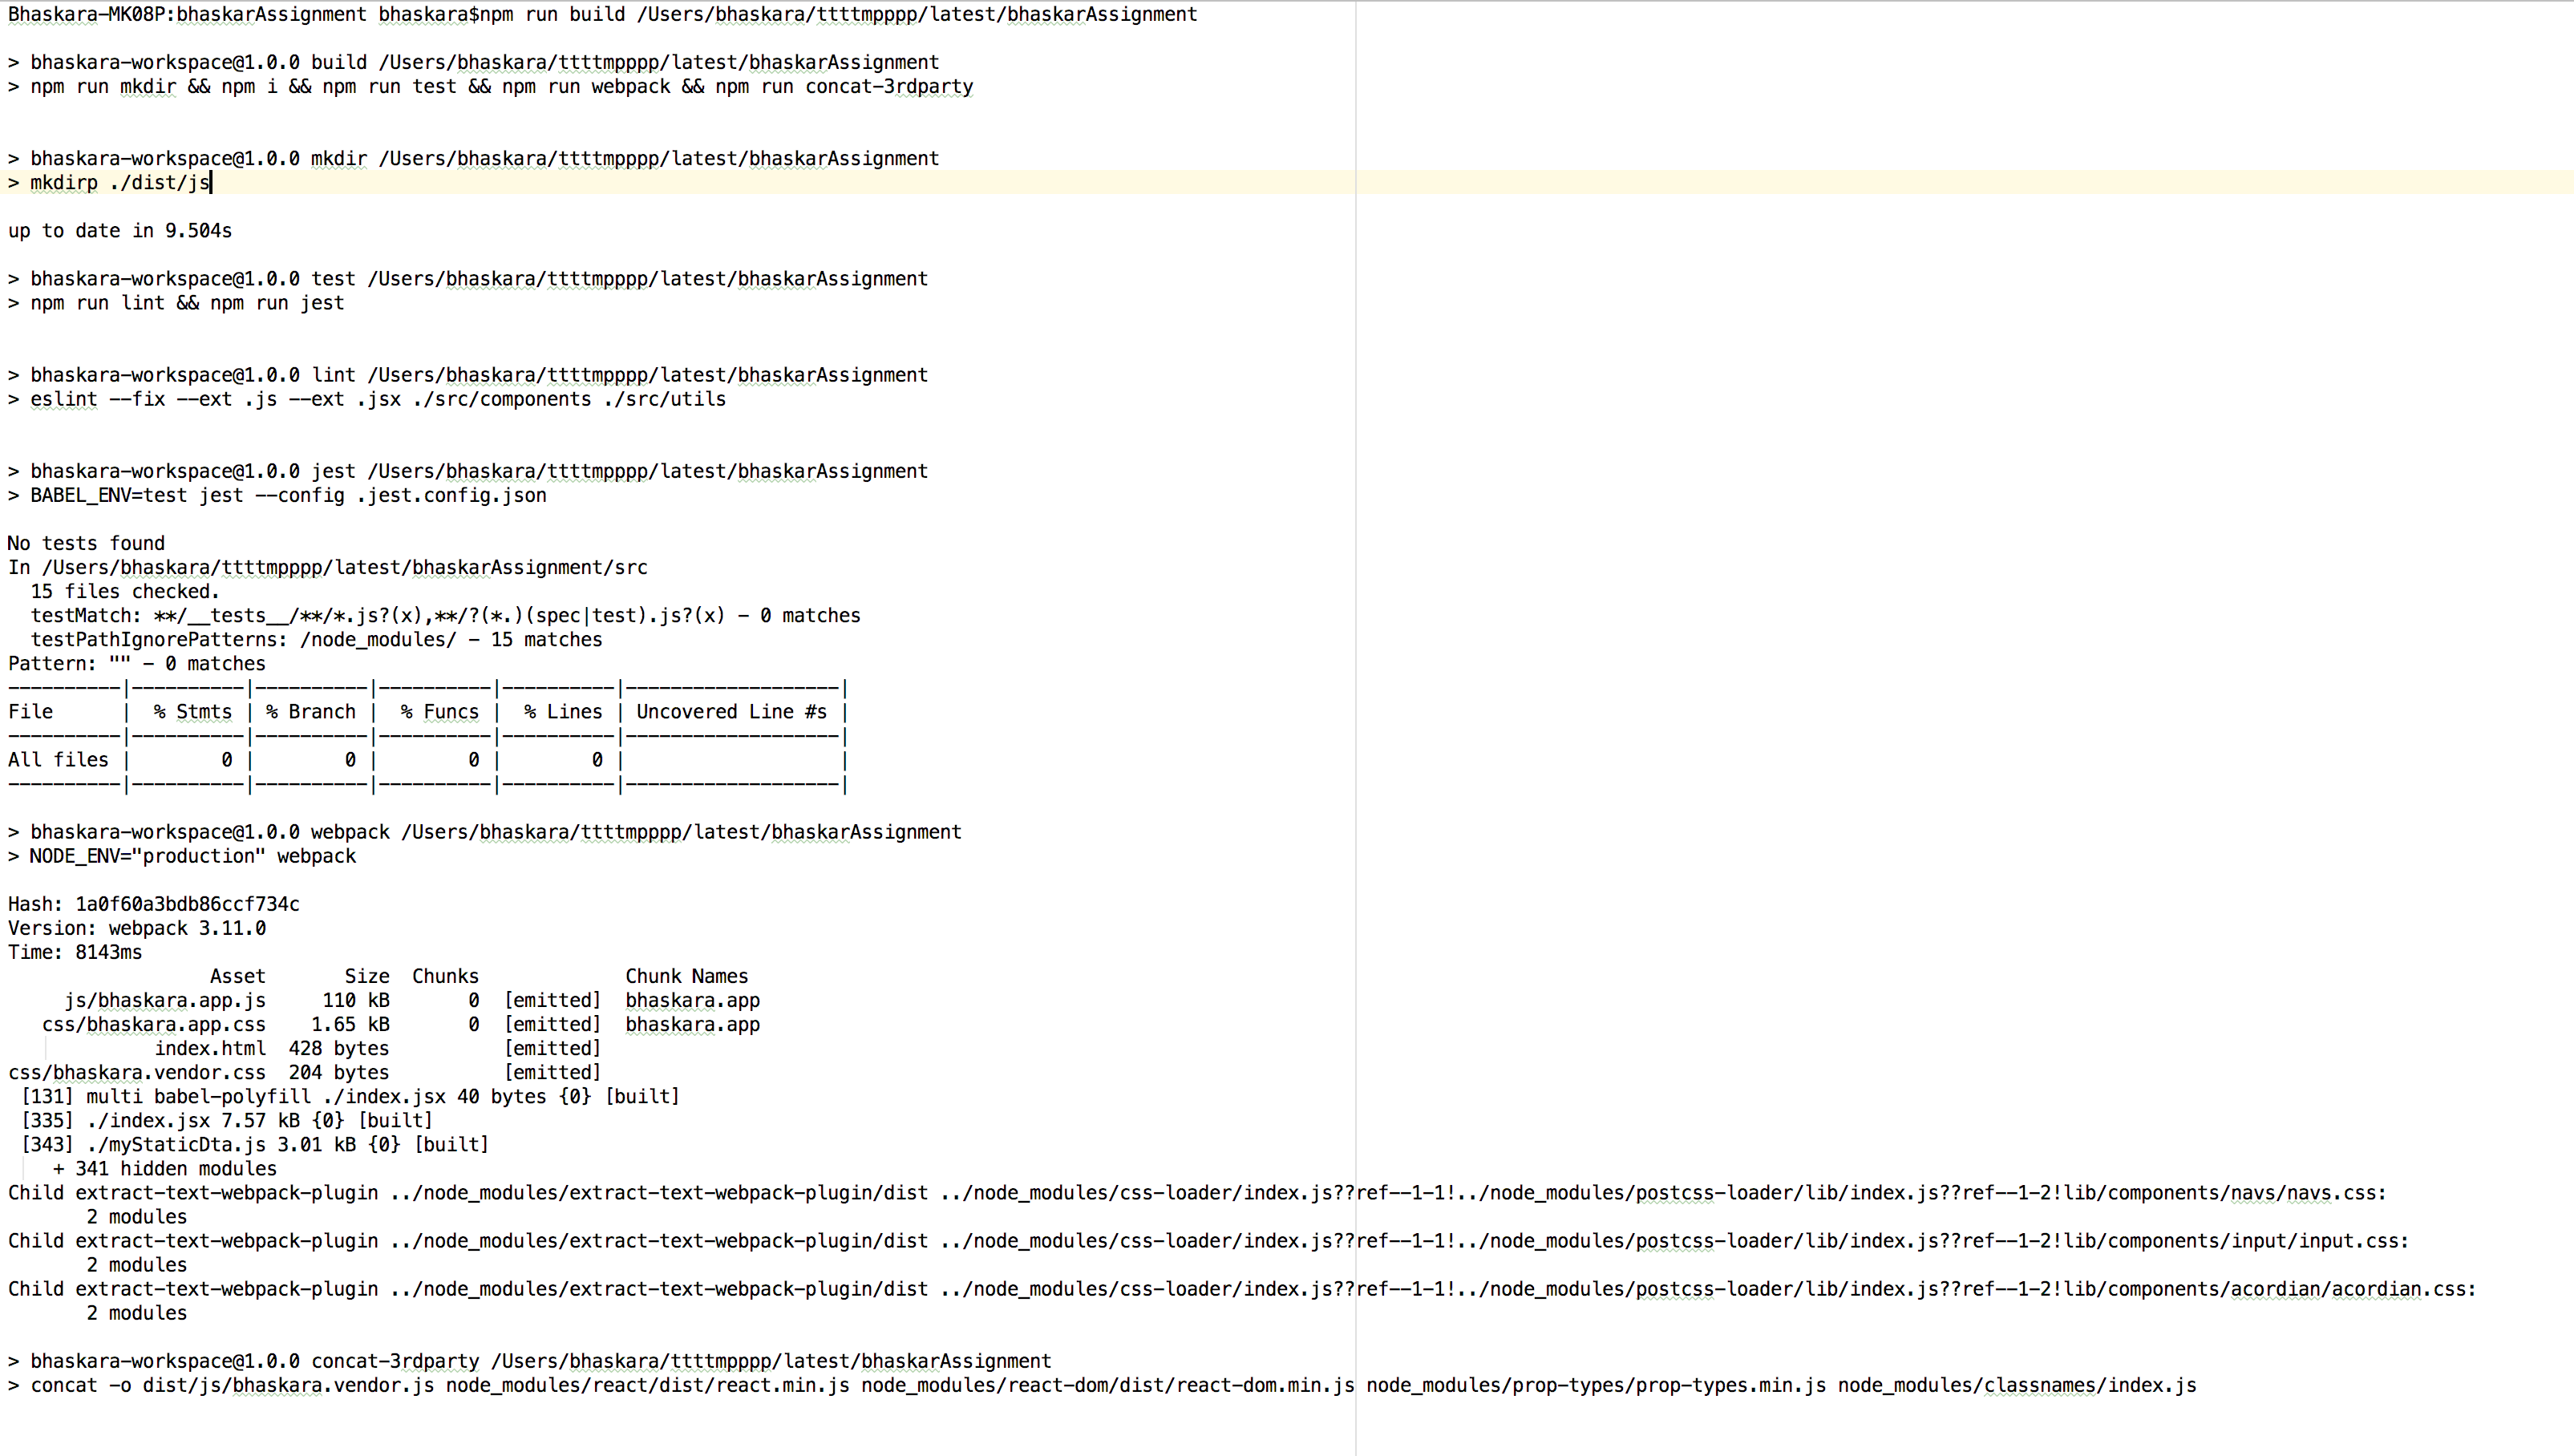 Bhaskara-MK08P:bhaskarAssignment bhaskara$npm run build /Users/bhaskara/ttttmpppp/latest/bhaskarAssignment
> bhaskara-workspace@1.0.0 build /Users/bhaskara/ttttmpppp/latest/bhaskarAssignment
> npm run mkdir && npm i && npm run test && npm run webpack && npm run concat-3rdparty
> bhaskara-workspace@1.0.0 mkdir /Users/bhaskara/ttttmpppp/latest/bhaskarAssignment
> mkdirp ./dist/js
up to date in 9.504s
> bhaskara-workspace@1.0.0 test /Users/bhaskara/ttttmpppp/latest/bhaskarAssignment
> npm run lint && npm run jest
> bhaskara-workspace@1.0.0 lint /Users/bhaskara/ttttmpppp/latest/bhaskarAssignment
> eslint --fix --ext .js --ext .jsx ./src/components ./src/utils
> bhaskara-workspace@1.0.0 jest /Users/bhaskara/ttttmpppp/latest/bhaskarAssignment
> BABEL_ENV=test jest --config .jest.config.json
No tests found
In /Users/bhaskara/ttttmpppp/latest/bhaskarAssignment/src
  15 files checked.
  testMatch: **/__tests__/**/*.js?(x),**/?(*.)(spec|test).js?(x) - 0 matches
  testPathIgnorePatterns: /node_modules/ - 15 matches
Pattern: "" - 0 matches
----------|----------|----------|----------|----------|-------------------|
File      |  % Stmts | % Branch |  % Funcs |  % Lines | Uncovered Line #s |
----------|----------|----------|----------|----------|-------------------|
All files |        0 |        0 |        0 |        0 |                   |
----------|----------|----------|----------|----------|-------------------|
> bhaskara-workspace@1.0.0 webpack /Users/bhaskara/ttttmpppp/latest/bhaskarAssignment
> NODE_ENV="production" webpack
Hash: 1a0f60a3bdb86ccf734c
Version: webpack 3.11.0
Time: 8143ms
                  Asset       Size  Chunks             Chunk Names
     js/bhaskara.app.js     110 kB       0  [emitted]  bhaskara.app
   css/bhaskara.app.css    1.65 kB       0  [emitted]  bhaskara.app
             index.html  428 bytes          [emitted]
css/bhaskara.vendor.css  204 bytes          [emitted]
 [131] multi babel-polyfill ./index.jsx 40 bytes {0} [built]
 [335] ./index.jsx 7.57 kB {0} [built]
 [343] ./myStaticDta.js 3.01 kB {0} [built]
    + 341 hidden modules
Child extract-text-webpack-plugin ../node_modules/extract-text-webpack-plugin/dist ../node_modules/css-loader/index.js??ref--1-1!../node_modules/postcss-loader/lib/index.js??ref--1-2!lib/components/navs/navs.css:
       2 modules
Child extract-text-webpack-plugin ../node_modules/extract-text-webpack-plugin/dist ../node_modules/css-loader/index.js??ref--1-1!../node_modules/postcss-loader/lib/index.js??ref--1-2!lib/components/input/input.css:
       2 modules
Child extract-text-webpack-plugin ../node_modules/extract-text-webpack-plugin/dist ../node_modules/css-loader/index.js??ref--1-1!../node_modules/postcss-loader/lib/index.js??ref--1-2!lib/components/acordian/acordian.css:
       2 modules
> bhaskara-workspace@1.0.0 concat-3rdparty /Users/bhaskara/ttttmpppp/latest/bhaskarAssignment
> concat -o dist/js/bhaskara.vendor.js node_modules/react/dist/react.min.js node_modules/react-dom/dist/react-dom.min.js node_modules/prop-types/prop-types.min.js node_modules/classnames/index.js